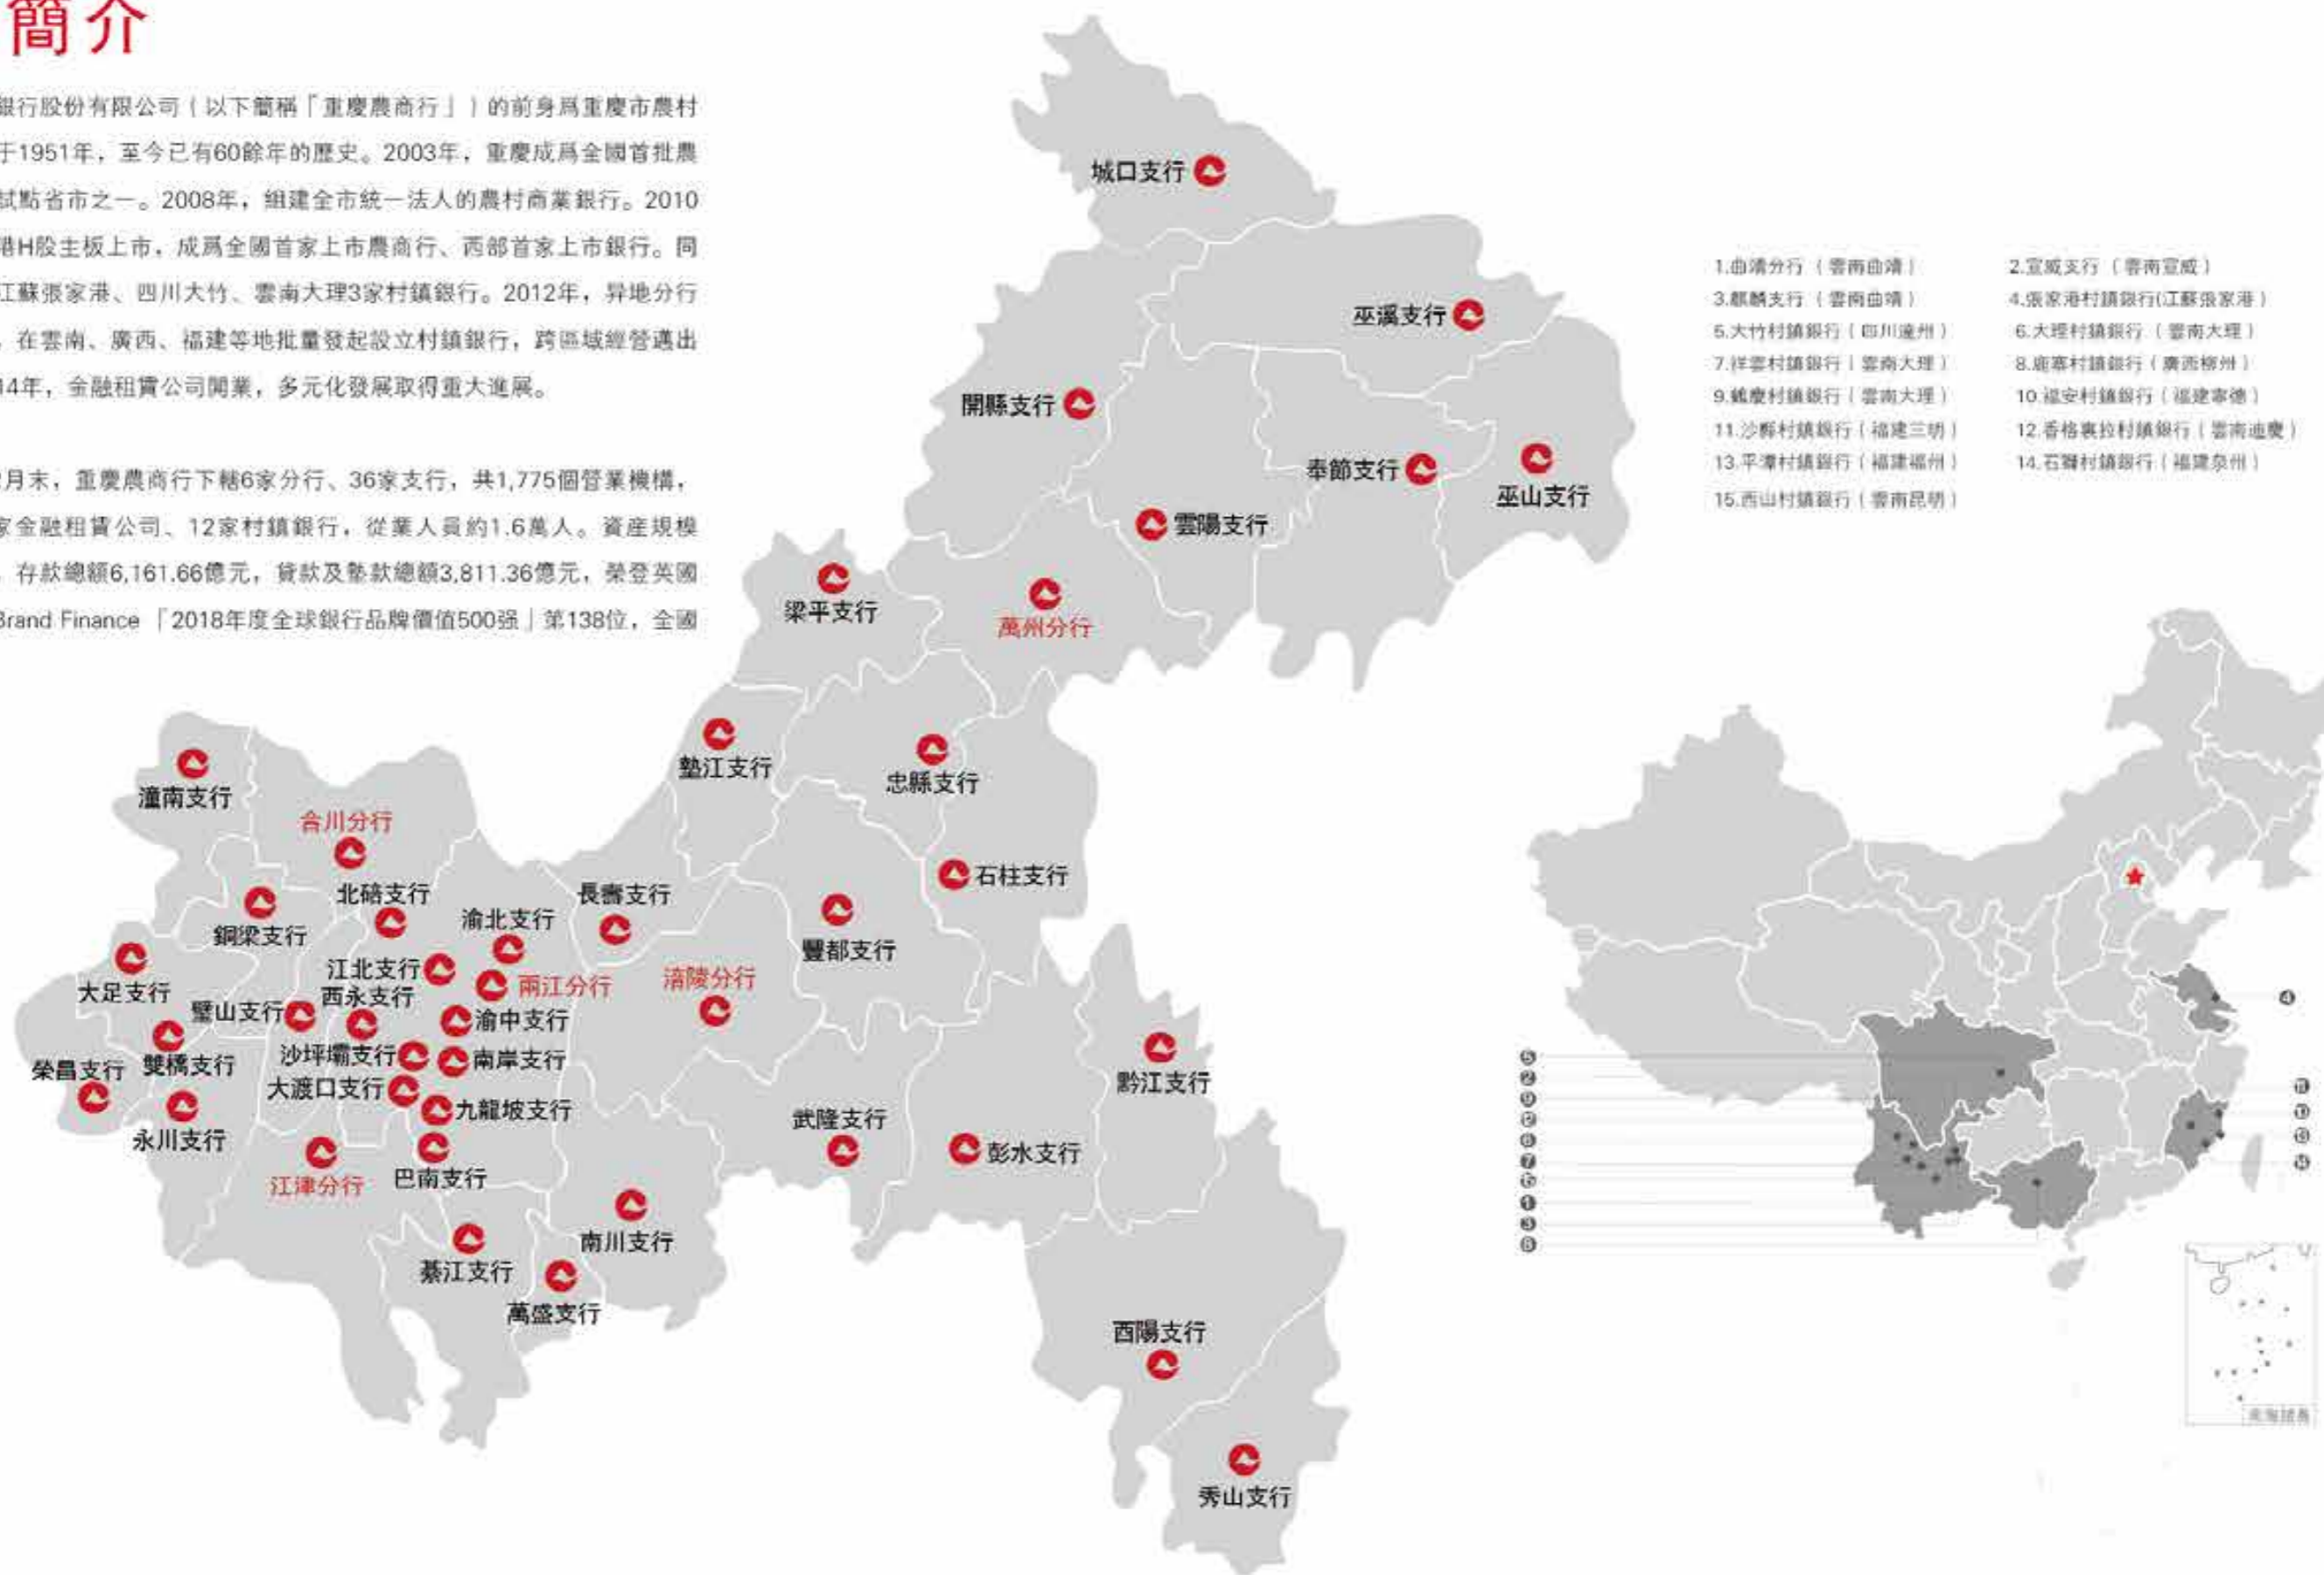 簡介
銀行股份有限公司（以下簡稱「重慶農商行」）的前身爲重慶市農村
于1951年，至今已有60餘年的歷史。2003年，重慶成爲全國首批農
試點省市之一。2008年，組建全市統一法人的農村商業銀行。2010
港H股主板上市，成爲全國首家上市農商行、西部首家上市銀行。同
江蘇張家港、四川大竹、雲南大理3家村鎮銀行。2012年，异地分行
，在雲南、廣西、福建等地批量發起設立村鎮銀行，跨區域經營邁出
14年，金融租賃公司開業，多元化發展取得重大進展。
月末，重慶農商行下轄6家分行、36家支行，共1,775個營業機構，
家金融租賃公司、12家村鎮銀行，從業人員約1.6萬人。資産規模
，存款總額6,161.66億元，貸款及墊款總額3,811.36億元，榮登英國
Brand Finance「2018年度全球銀行品牌價值500强」第138位，全國
城口支行
巫溪支行
開縣支行
奉節支行
巫山支行
雲陽支行
梁平支行
萬州分行
墊江支行
忠縣支行
潼南支行
合川分行
石柱支行
北碚支行
長壽支行
渝北支行
銅梁支行
豐都支行
江北支行
兩江分行
涪陵分行
大足支行
西永支行
璧山支行
渝中支行
沙坪壩支行
南岸支行
榮昌支行
雙橋支行
大渡口支行
黔江支行
九龍坡支行
永川支行
武隆支行
彭水支行
江津分行
巴南支行
南川支行
綦江支行
萬盛支行
酉陽支行
秀山支行
1.曲靖分行（雲南曲靖）
2.宣威支行（雲南宣威）
3.麒麟支行（雲南曲靖）
4.張家港村鎮銀行(江蘇張家港）
5.大竹村鎮銀行（四川達州）
6.大理村鎮銀行（雲南大理）
7.祥雲村鎮銀行（雲南大理）
8.鹿寨村鎮銀行（廣西柳州）
9.鶴慶村鎮銀行（雲南大理）
10.福安村鎮銀行（福建寧德）
11.沙縣村鎮銀行（福建三明）
12.香格裏拉村鎮銀行（雲南迪慶）
13.平潭村鎮銀行（福建福州）
14.石獅村鎮銀行（福建泉州）
15.西山村鎮銀行（雲南昆明）
4
5
2
9
7
1
3
南海諸島